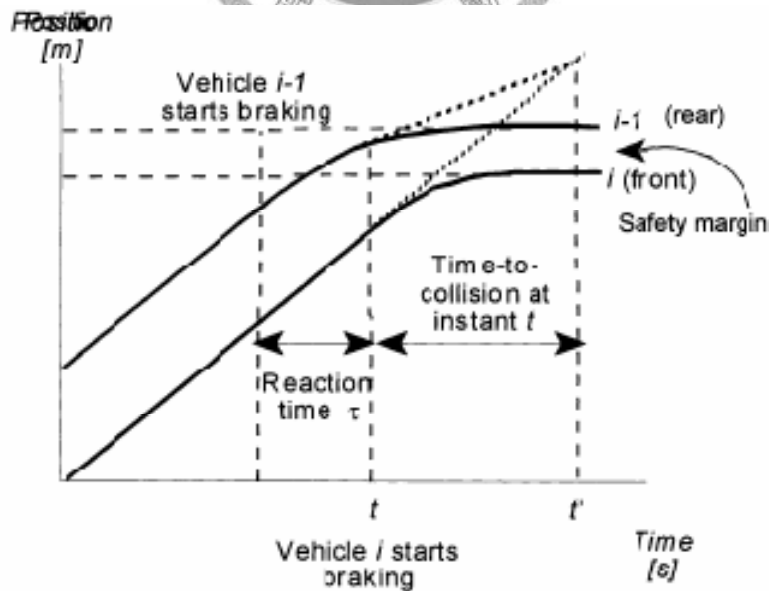 Position
[m]
Vehicle i-1
starts braking
i-1 (rear)
i (front)
Safety margin
Time-to-
collision at
instant t
Reaction
time τ
t
t'
Vehicle i starts
braking
Time
[s]